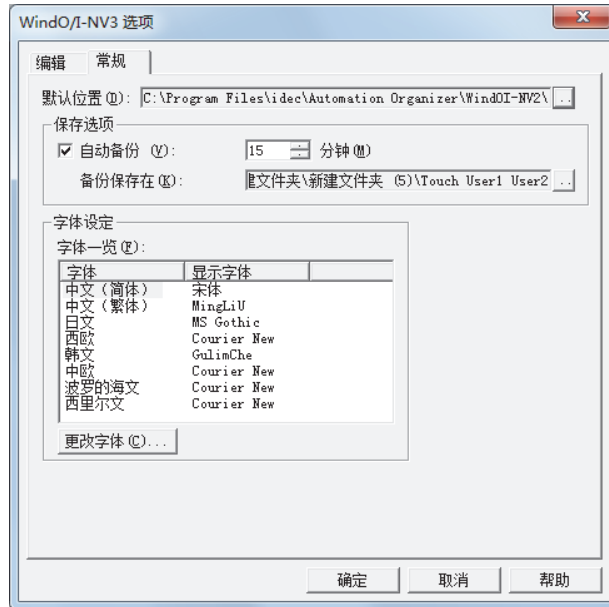 WindO/I-NV3 选项
编辑 常规
默认位置(D): C:\Program Files\idec\Automation Organizer\WindOI-NV2\ ..
保存选项
自动备份 (V): 15 分钟(M)
备份保存在(K): 文件夹\新建文件夹 (5)\Touch User1 User2 ..
字体设定
字体一览(F):
字体 显示字体
中文(简体) 宋体
中文(繁体) MingLiU
日文 MS Gothic
西欧 Courier New
韩文 GulimChe
中欧 Courier New
波罗的海文 Courier New
西里尔文 Courier New
更改字体(C)...
确定 取消 帮助